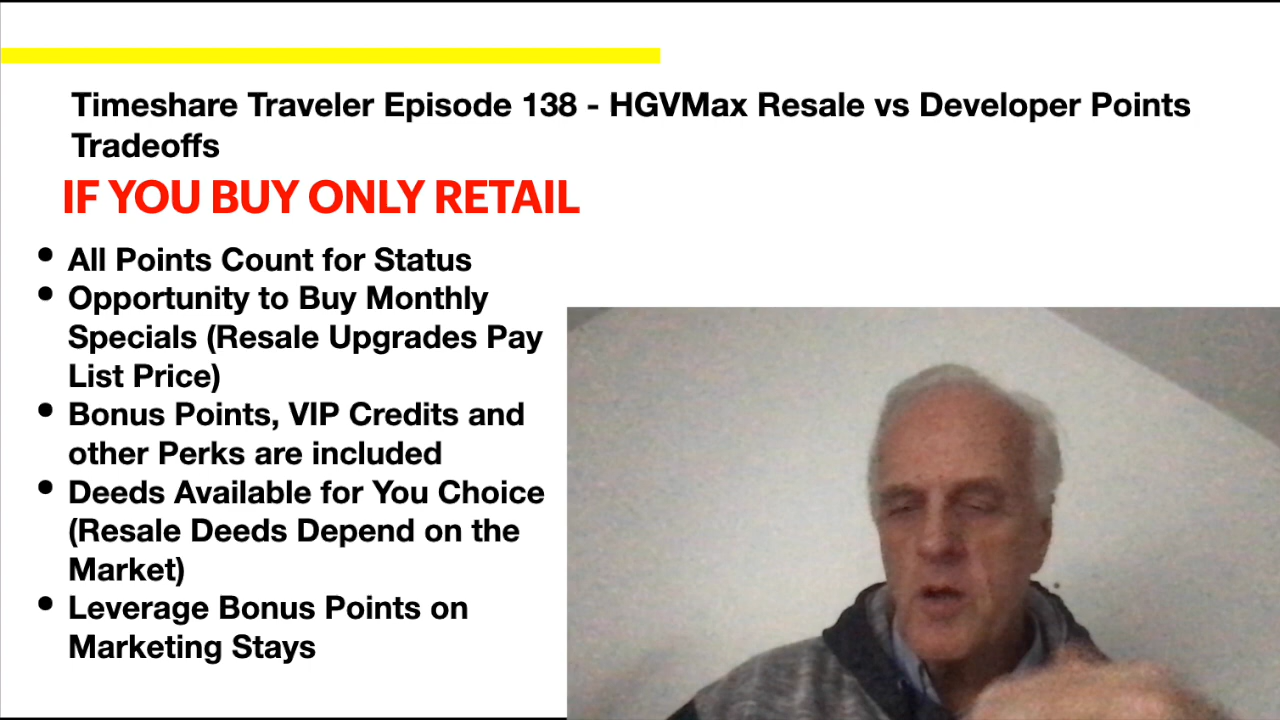 Timeshare Traveler Episode 138 - HGVMax Resale vs Developer Points
Tradeoffs
IF YOU BUY ONLY RETAIL
• All Points Count for Status
• Opportunity to Buy Monthly
Specials (Resale Upgrades Pay
List Price)
• Bonus Points, VIP Credits and
other Perks are included
• Deeds Available for You Choice
(Resale Deeds Depend on the
Market)
• Leverage Bonus Points on
Marketing Stays